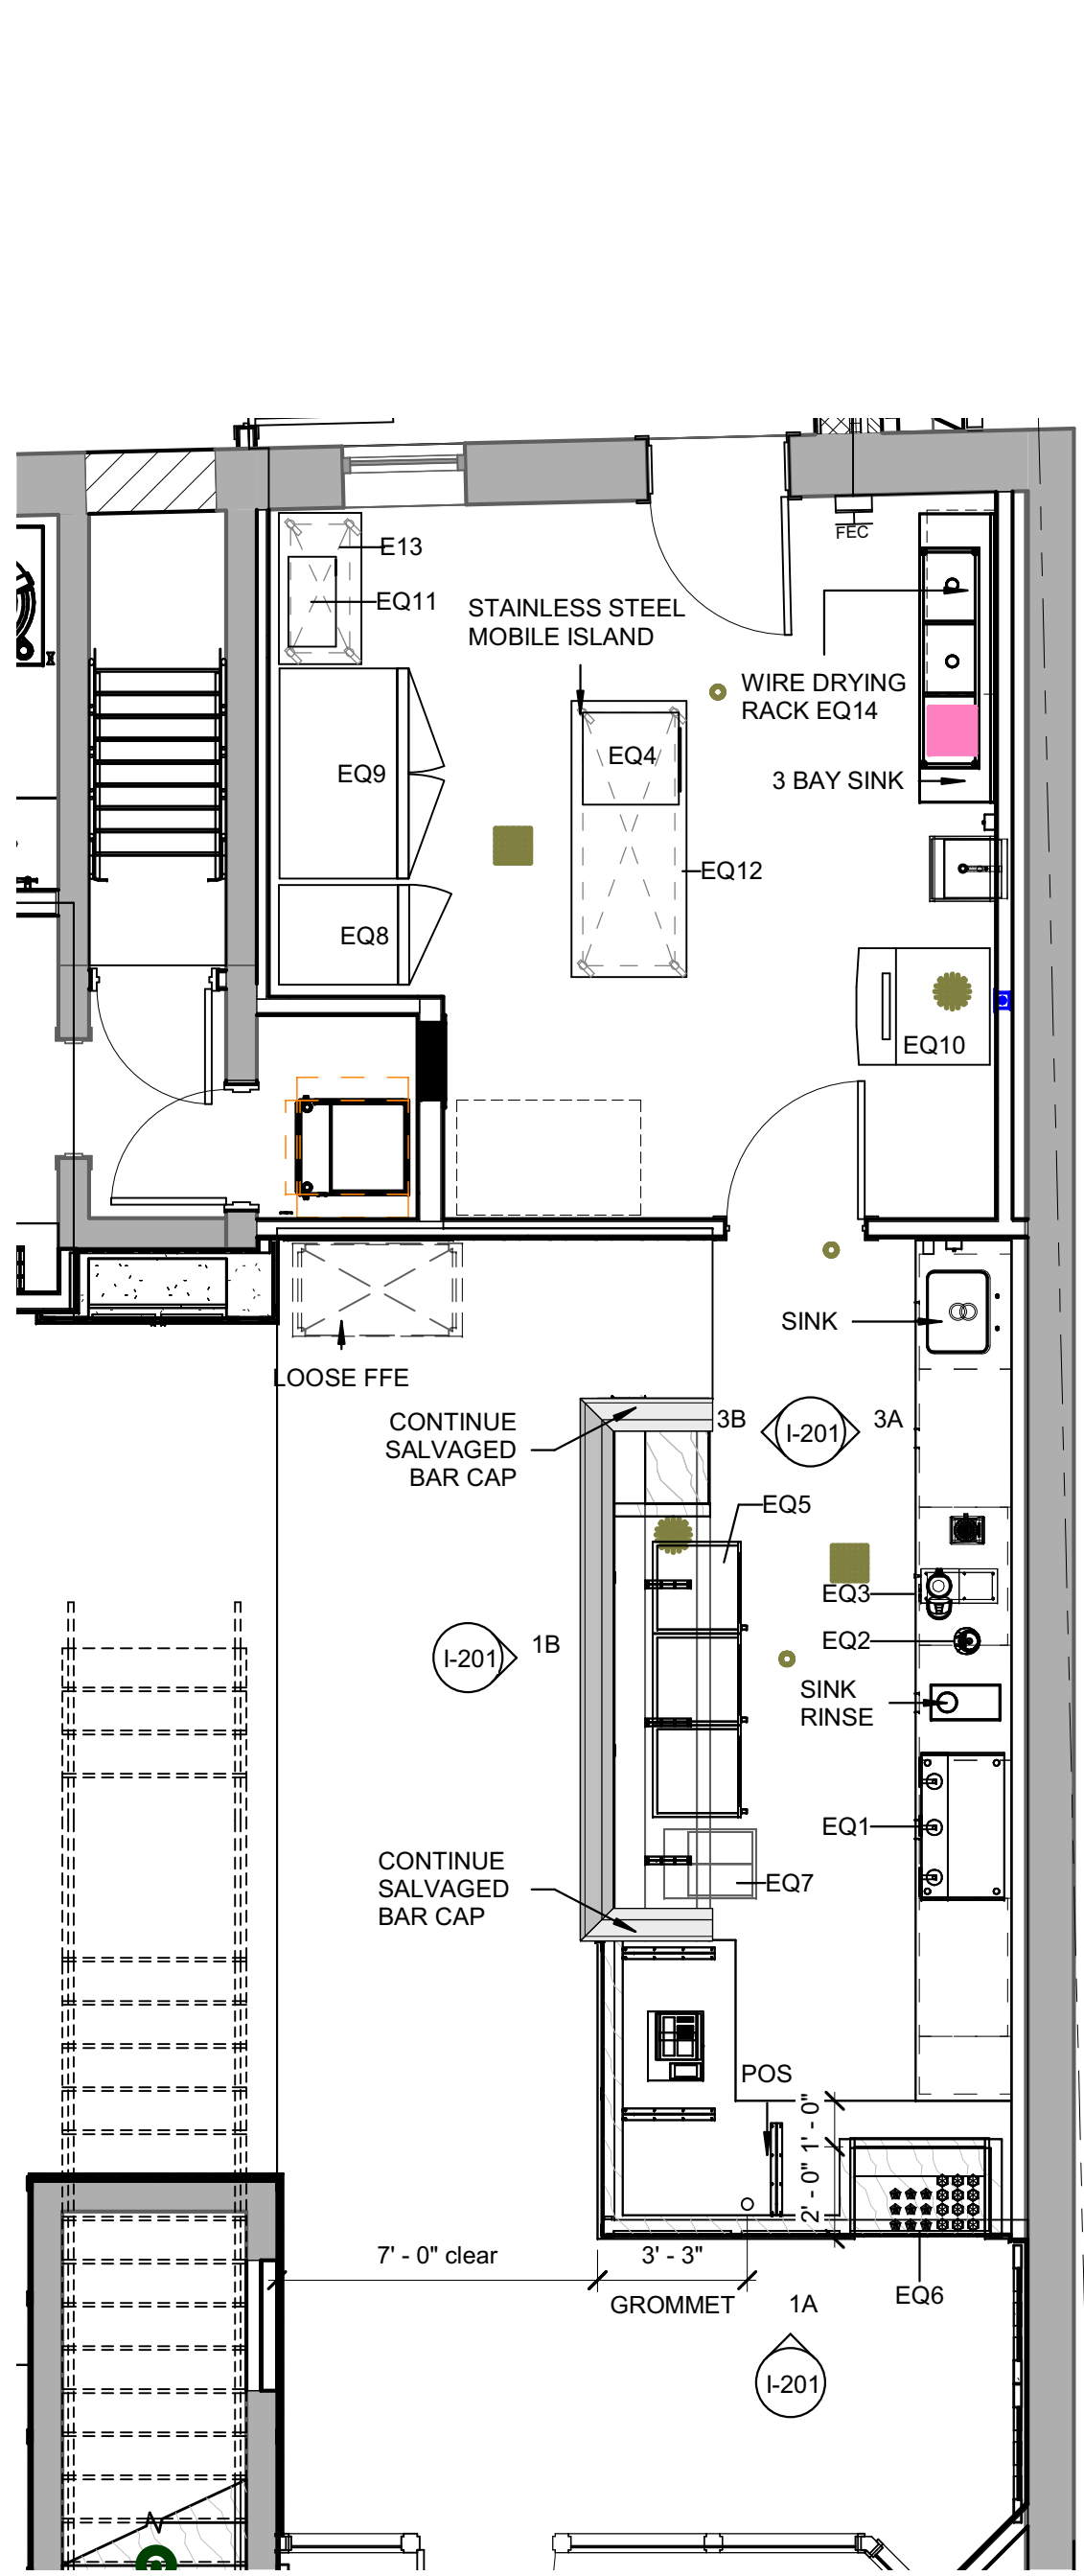 FEC
E13
EQ11
STAINLESS STEEL
MOBILE ISLAND
WIRE DRYING
RACK EQ14
EQ4
EQ9
3 BAY SINK
EQ12
EQ8
EQ10
SINK
LOOSE FFE
CONTINUE
SALVAGED
BAR CAP
3B
I-201
3A
EQ5
EQ3
EQ2
I-201
1B
SINK
RINSE
EQ1
CONTINUE
SALVAGED
BAR CAP
EQ7
POS
1' - 0"
2' - 0"
7' - 0" clear
3' - 3"
GROMMET
EQ6
1A
I-201